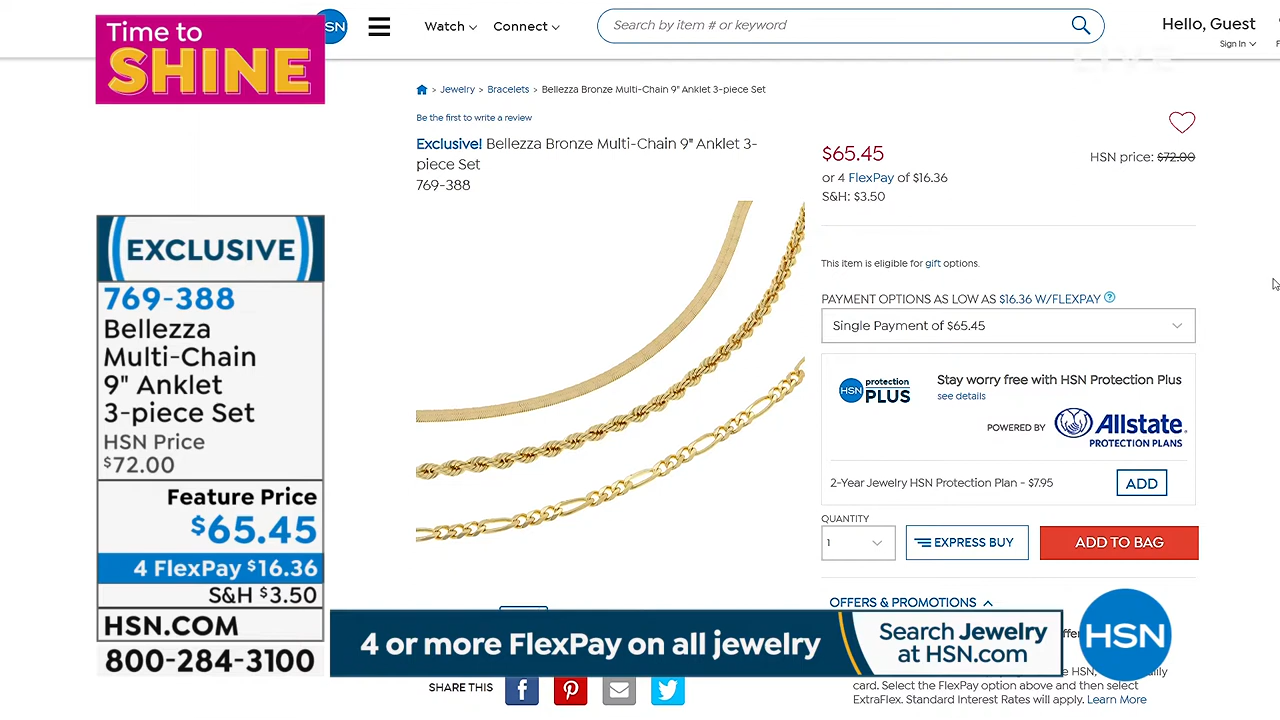 Time to
SHINE
SN
Watch
Connect
Search by item # or keyword
Hello, Guest
Sign In
LIVE
> Jewelry > Bracelets > Bellezza Bronze Multi-Chain 9" Anklet 3-piece Set
Be the first to write a review
Exclusive! Bellezza Bronze Multi-Chain 9" Anklet 3-
piece Set
769-388
$65.45
HSN price: $72.00
or 4 FlexPay of $16.36
S&H: $3.50
This item is eligible for gift options.
PAYMENT OPTIONS AS LOW AS $16.36 W/FLEXPAY ?
Single Payment of $65.45
HSN protection
PLUS
Stay worry free with HSN Protection Plus
see details
POWERED BY
Allstate.
PROTECTION PLANS
2-Year Jewelry HSN Protection Plan - $7.95
ADD
QUANTITY
1
EXPRESS BUY
ADD TO BAG
OFFERS & PROMOTIONS
EXCLUSIVE
769-388
Bellezza
Multi-Chain
9" Anklet
3-piece Set
HSN Price
$72.00
Feature Price
$65.45
4 FlexPay $16.36
S&H $3.50
HSN.COM
800-284-3100
4 or more FlexPay on all jewelry
Search Jewelry
at HSN.com
HSN
SHARE THIS
card. Select the FlexPay option above and then select
ExtraFlex. Standard Interest Rates will apply. Learn More